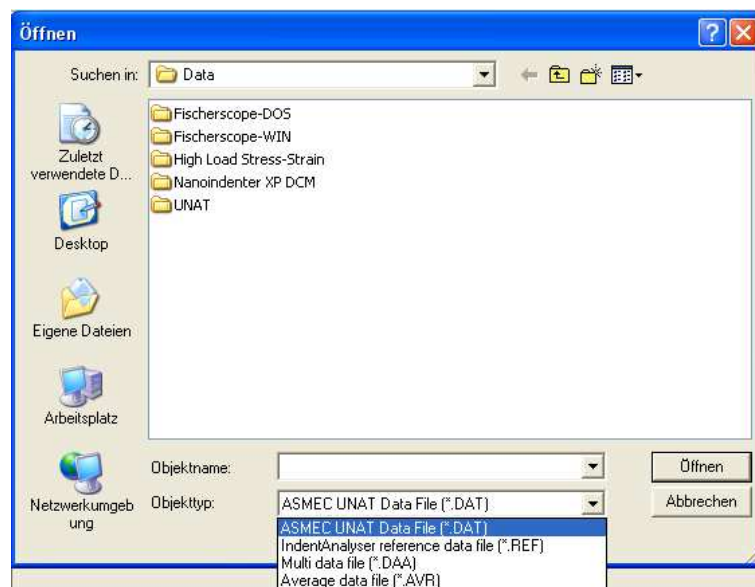 Öffnen
Suchen in:
Data
Zuletzt
verwendete D...
Desktop
Eigene Dateien
Arbeitsplatz
Netzwerkumgeb
ung
Fischerscope-DOS
Fischerscope-WIN
High Load Stress-Strain
Nanoindenter XP DCM
UNAT
Objektname:
Öffnen
Objekttyp:
ASMEC UNAT Data File (*.DAT)
Abbrechen
ASMEC UNAT Data File (*.DAT)
IndentAnalyser reference data file (*.REF)
Multi data file (*.DAA)
Average data file (*.AVR)